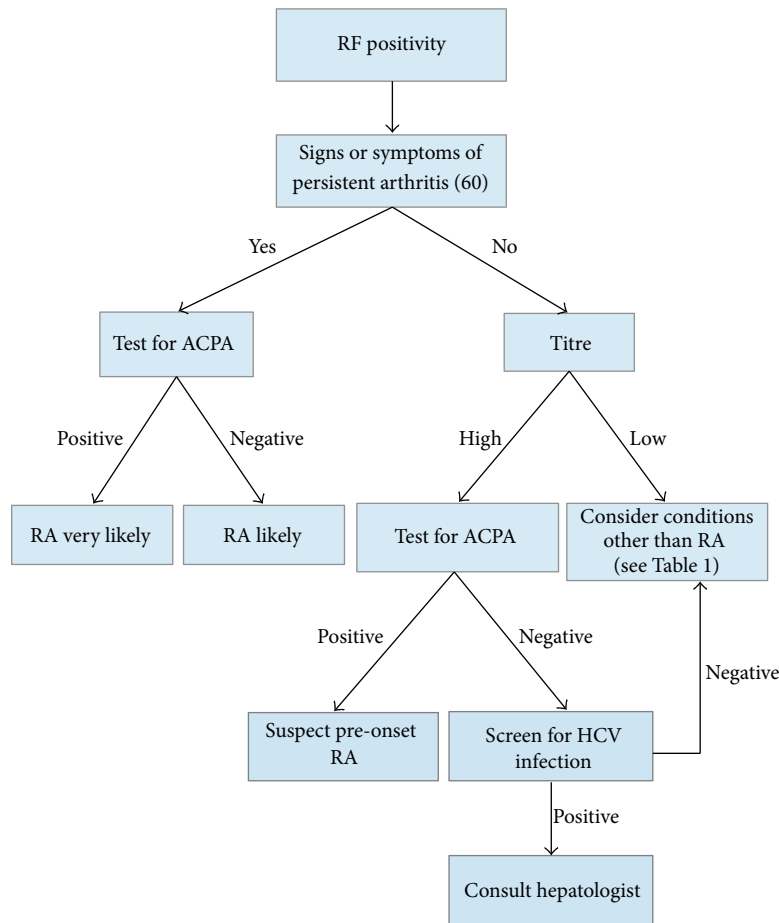 RF positivity
Signs or symptoms of
persistent arthritis (60)
Yes
No
Test for ACPA
Titre
Positive
Negative
High
Low
RA very likely
RA likely
Test for ACPA
Consider conditions
other than RA
(see Table 1)
Positive
Negative
Negative
Suspect pre-onset
RA
Screen for HCV
infection
Positive
Consult hepatologist